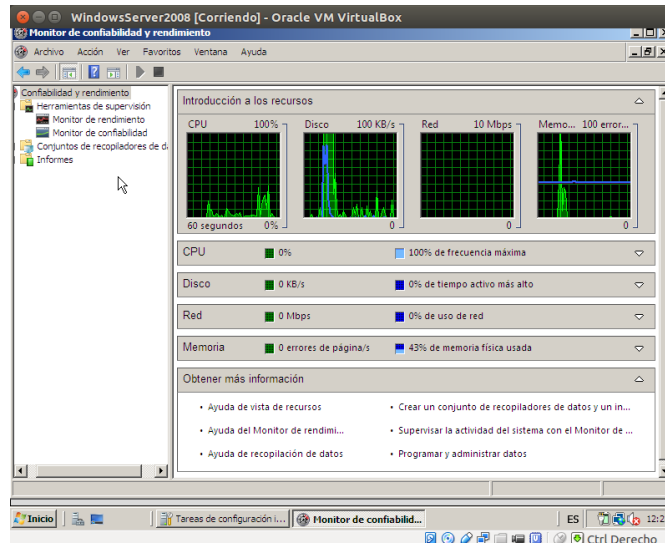 WindowsServer2008 [Corriendo] - Oracle VM VirtualBox
Monitor de confiabilidad y rendimiento
Archivo Acción Ver Favoritos Ventana Ayuda
Confiabilidad y rendimiento
Herramientas de supervisión
Monitor de rendimiento
Monitor de confiabilidad
Conjuntos de recopiladores de d
Informes
Introducción a los recursos
CPU 100% Disco 100 KB/s Red 10 Mbps Memo... 100 error...
60 segundos 0% 0 0 0
CPU 0% 100% de frecuencia máxima
Disco 0 KB/s 0% de tiempo activo más alto
Red 0 Mbps 0% de uso de red
Memoria 0 errores de página/s 43% de memoria física usada
Obtener más información
• Ayuda de vista de recursos • Crear un conjunto de recopiladores de datos y un in...
• Ayuda del Monitor de rendimi... • Supervisar la actividad del sistema con el Monitor de ...
• Ayuda de recopilación de datos • Programar y administrar datos
Inicio Tareas de configuración i... Monitor de confiabilid... ES 12:2
Ctrl Derecho